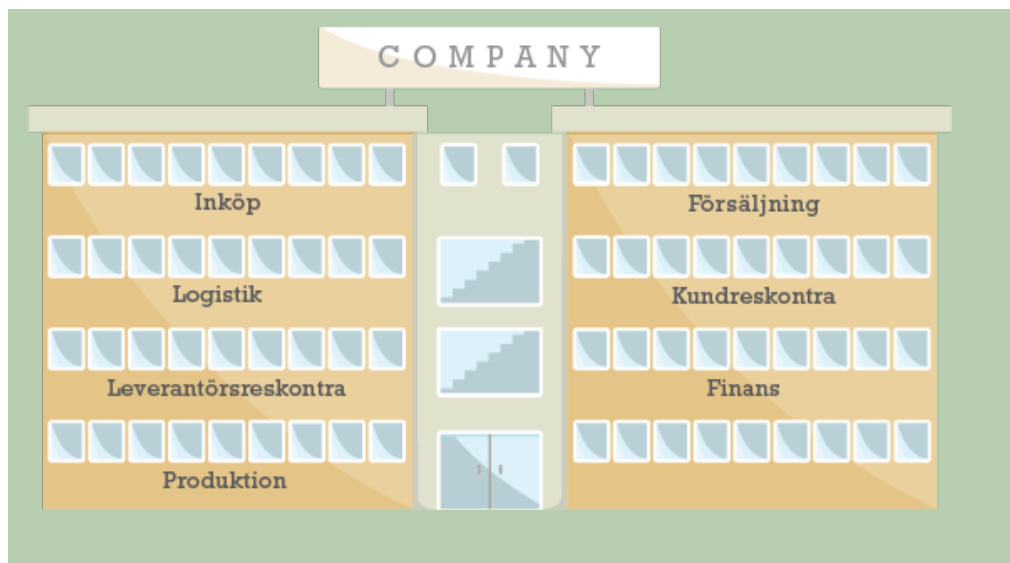 COMPANY
Inköp
Försäljning
Logistik
Kundreskontra
Leverantörsreskontra
Finans
Produktion